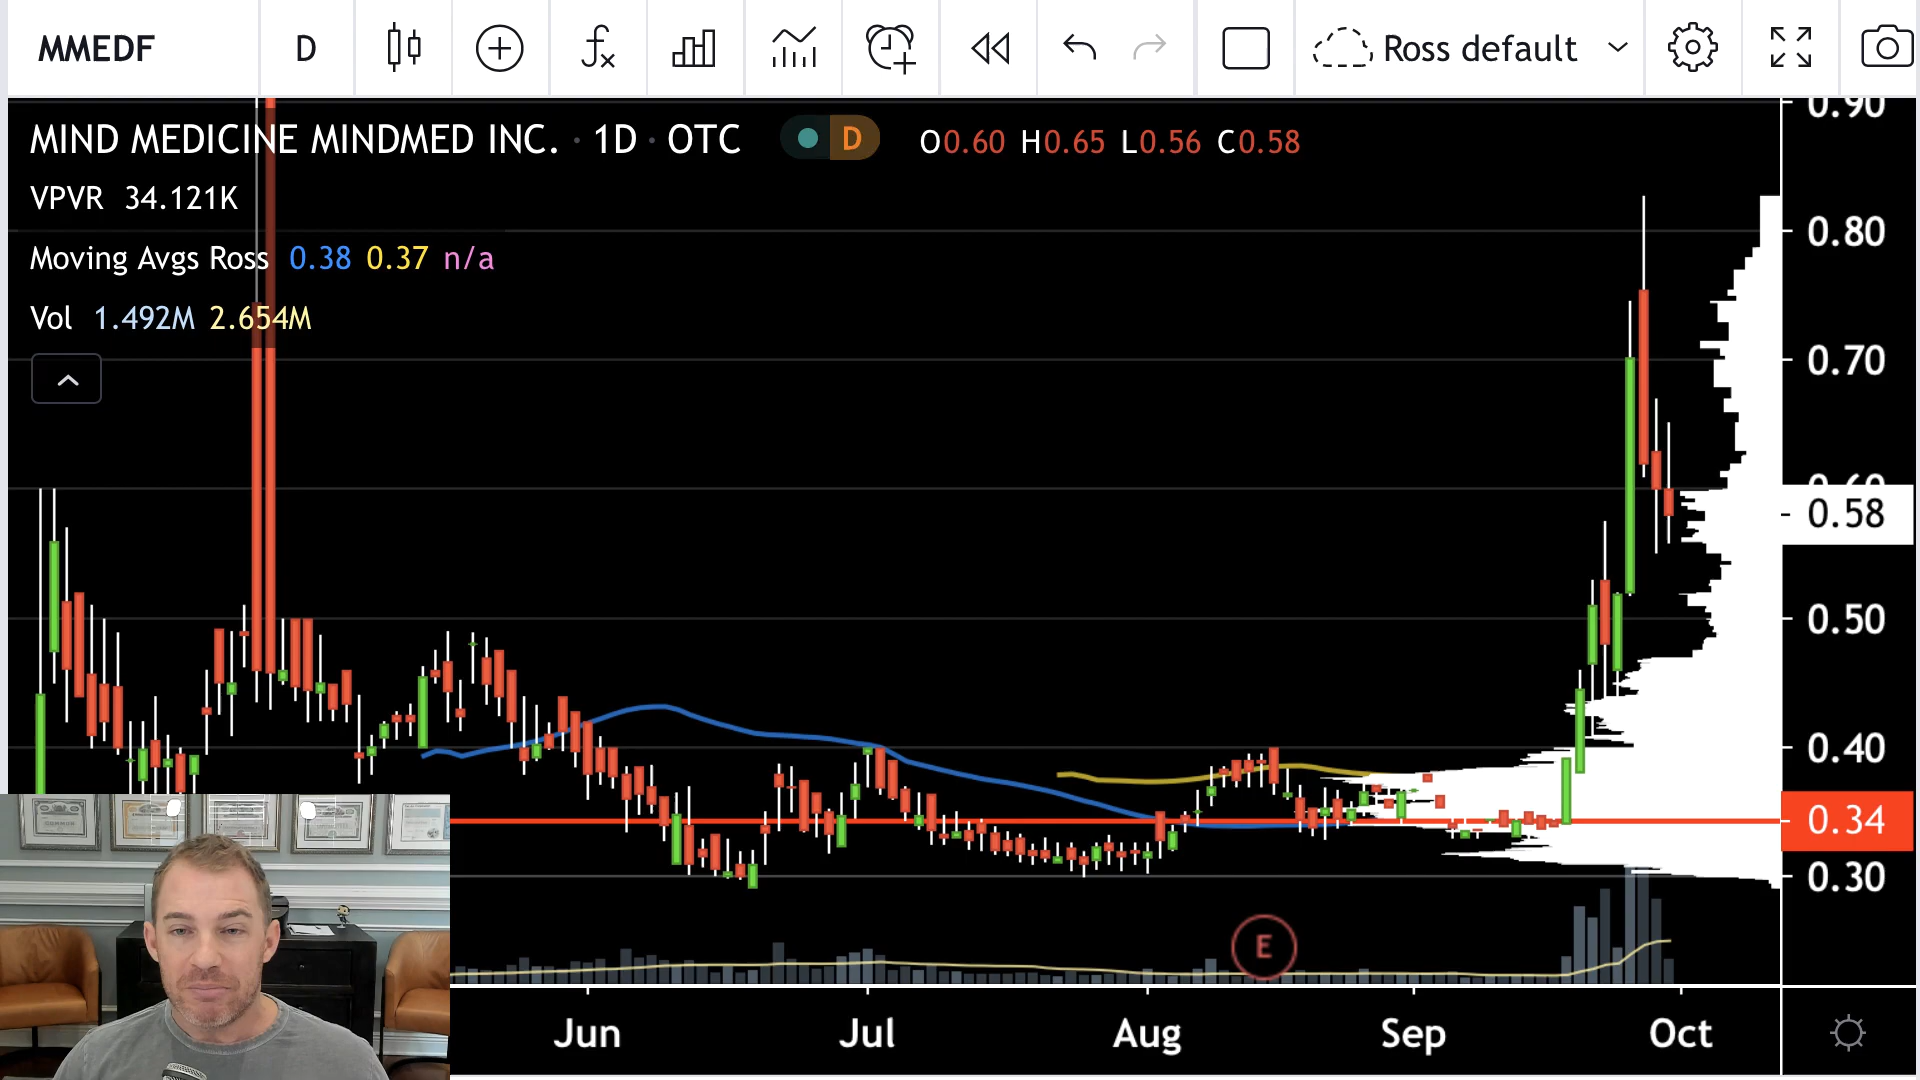 MMEDF D Ross default
MIND MEDICINE MINDMED INC. · 1D · OTC D O0.60 H0.65 L0.56 C0.58
VPVR 34.121K
Moving Avgs Ross 0.38 0.37 n/a
Vol 1.492M 2.654M
0.90
0.80
0.70
0.60
0.58
0.50
0.40
0.34
0.30
E
Jun Jul Aug Sep Oct